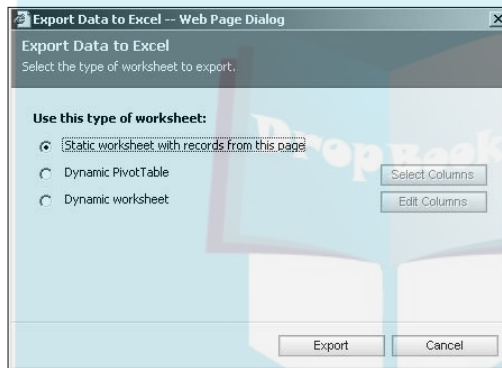 Export Data to Excel -- Web Page Dialog
Export Data to Excel
Select the type of worksheet to export.
Use this type of worksheet:
Static worksheet with records from this page
Dynamic PivotTable
Select Columns
Dynamic worksheet
Edit Columns
DropBook
Export
Cancel